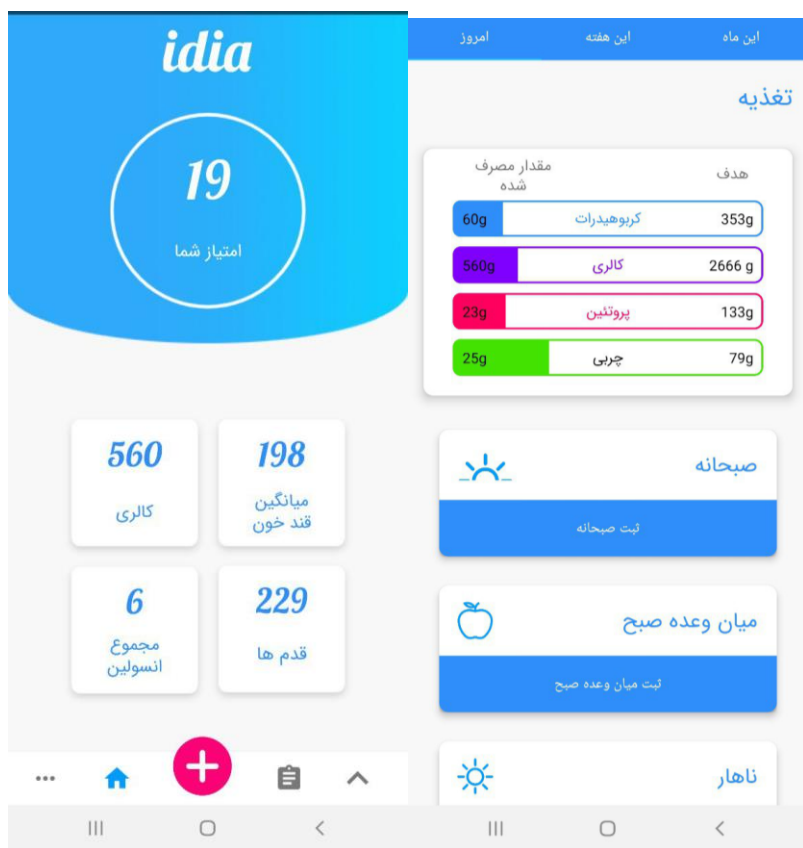 idia
19
امتیاز شما
198
میانگین
قند خون
560
کالری
229
قدم ها
6
مجموع
انسولین
این ماه
این هفته
امروز
تغذیه
هدف
مقدار مصرف
شده
353g کربوهیدرات 60g
2666 g کالری 560g
133g پروتئین 23g
79g چربی 25g
صبحانه
ثبت صبحانه
میان وعده صبح
ثبت میان وعده صبح
ناهار